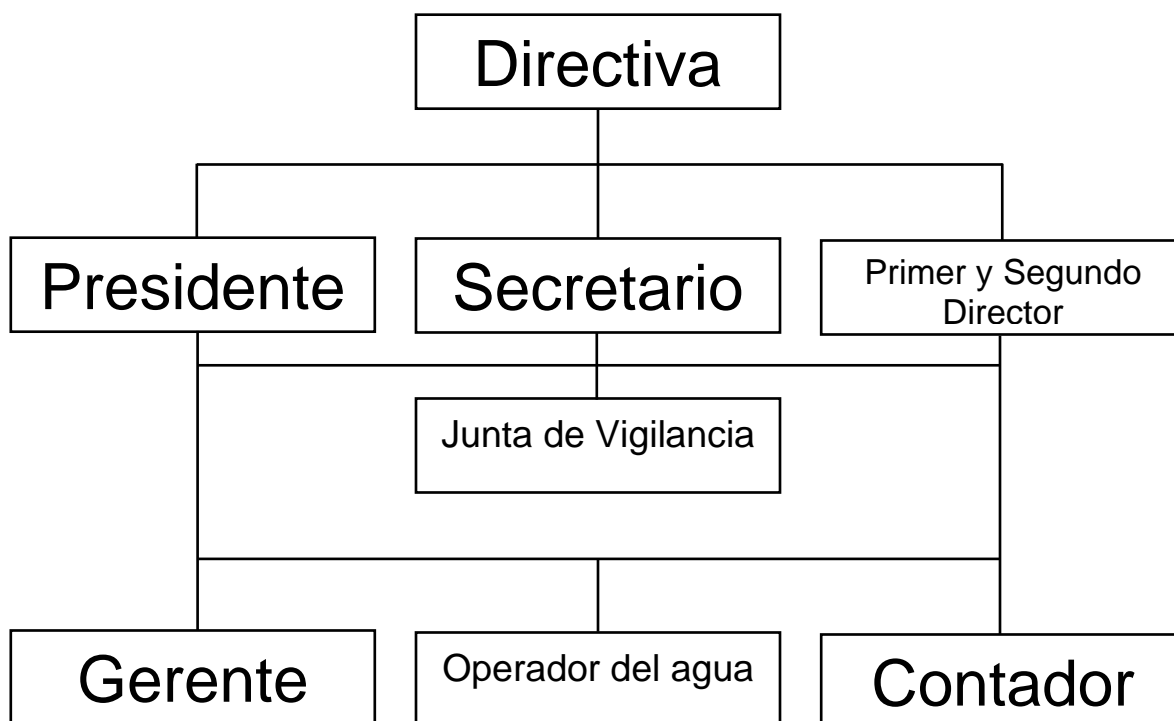 Directiva
Presidente
Secretario
Primer y Segundo
Director
Junta de Vigilancia
Gerente
Operador del agua
Contador